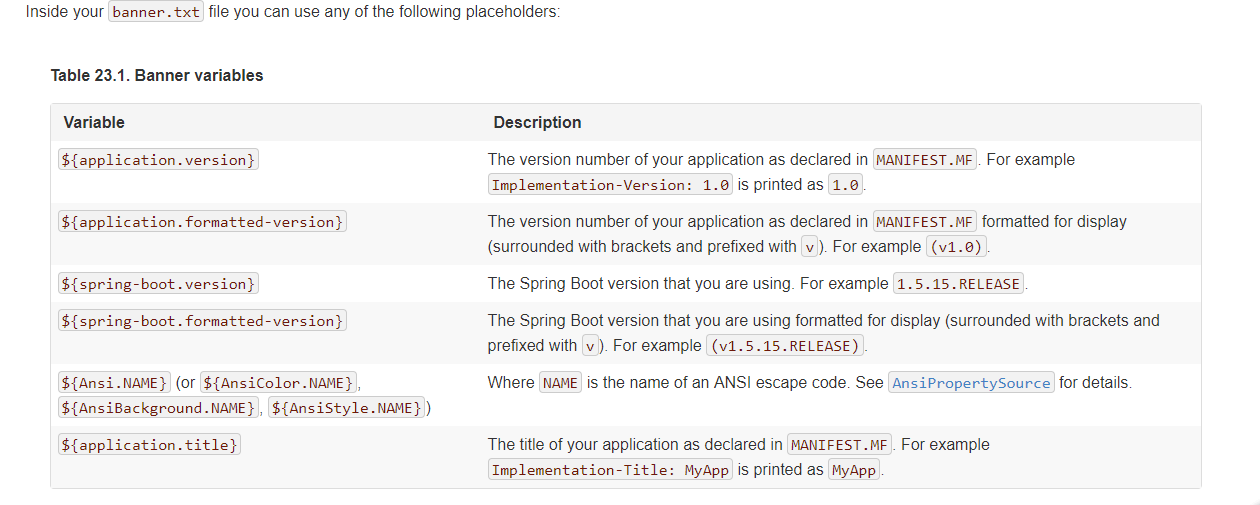 Inside your banner.txt file you can use any of the following placeholders:
Table 23.1. Banner variables
Variable Description
${application.version} The version number of your application as declared in MANIFEST.MF. For example
Implementation-Version: 1.0 is printed as 1.0.
${application.formatted-version} The version number of your application as declared in MANIFEST.MF formatted for display
(surrounded with brackets and prefixed with v). For example (v1.0).
${spring-boot.version} The Spring Boot version that you are using. For example 1.5.15.RELEASE.
${spring-boot.formatted-version} The Spring Boot version that you are using formatted for display (surrounded with brackets and
prefixed with v). For example (v1.5.15.RELEASE).
${Ansi.NAME} (or ${AnsiColor.NAME}, Where NAME is the name of an ANSI escape code. See AnsiPropertySource for details.
${AnsiBackground.NAME}, ${AnsiStyle.NAME})
${application.title} The title of your application as declared in MANIFEST.MF. For example
Implementation-Title: MyApp is printed as MyApp.